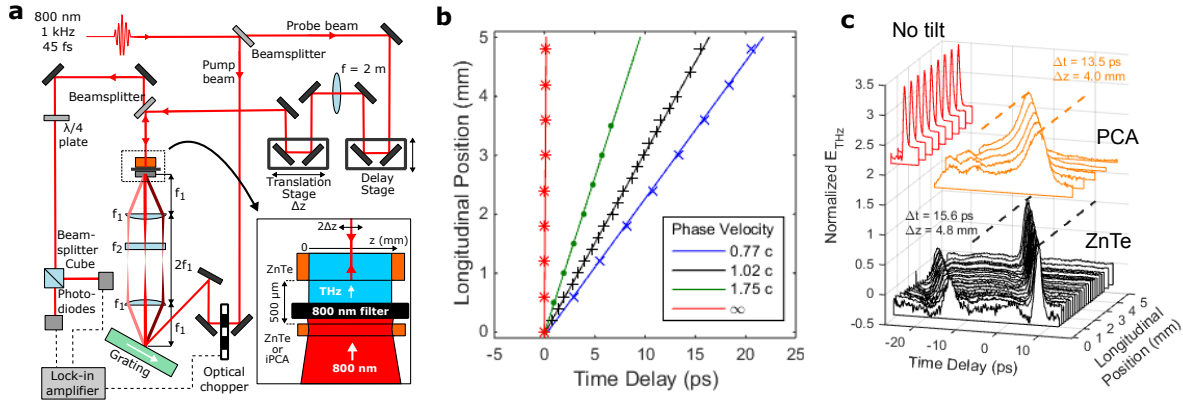 a
800 nm
1 kHz
45 fs
Probe beam
Beamsplitter
Pump
beam
f = 2 m
Beamsplitter
λ/4
plate
Translation
Stage
Δz
Delay
Stage
f₁
f₁
f₂
2f₁
f₁
f₁
Beam-
splitter
Cube
Photo-
diodes
Grating
Lock-in
amplifier
Optical
chopper
2Δz
0
z (mm)
ZnTe
THz
500 µm
800 nm filter
ZnTe
or
iPCA
800 nm
b
Longitudinal Position (mm)
5
4
3
2
1
0
-5
0
5
10
15
20
25
Time Delay (ps)
Phase Velocity
0.77 c
1.02 c
1.75 c
∞
c
No tilt
Δt = 13.5 ps
Δz = 4.0 mm
PCA
Δt = 15.6 ps
Δz = 4.8 mm
ZnTe
Normalized E_THz
3.5
3
2.5
2
1.5
1
0.5
0
-0.5
-20
-10
0
10
Time Delay (ps)
0
1
2
3
4
5
Longitudinal
Position (mm)